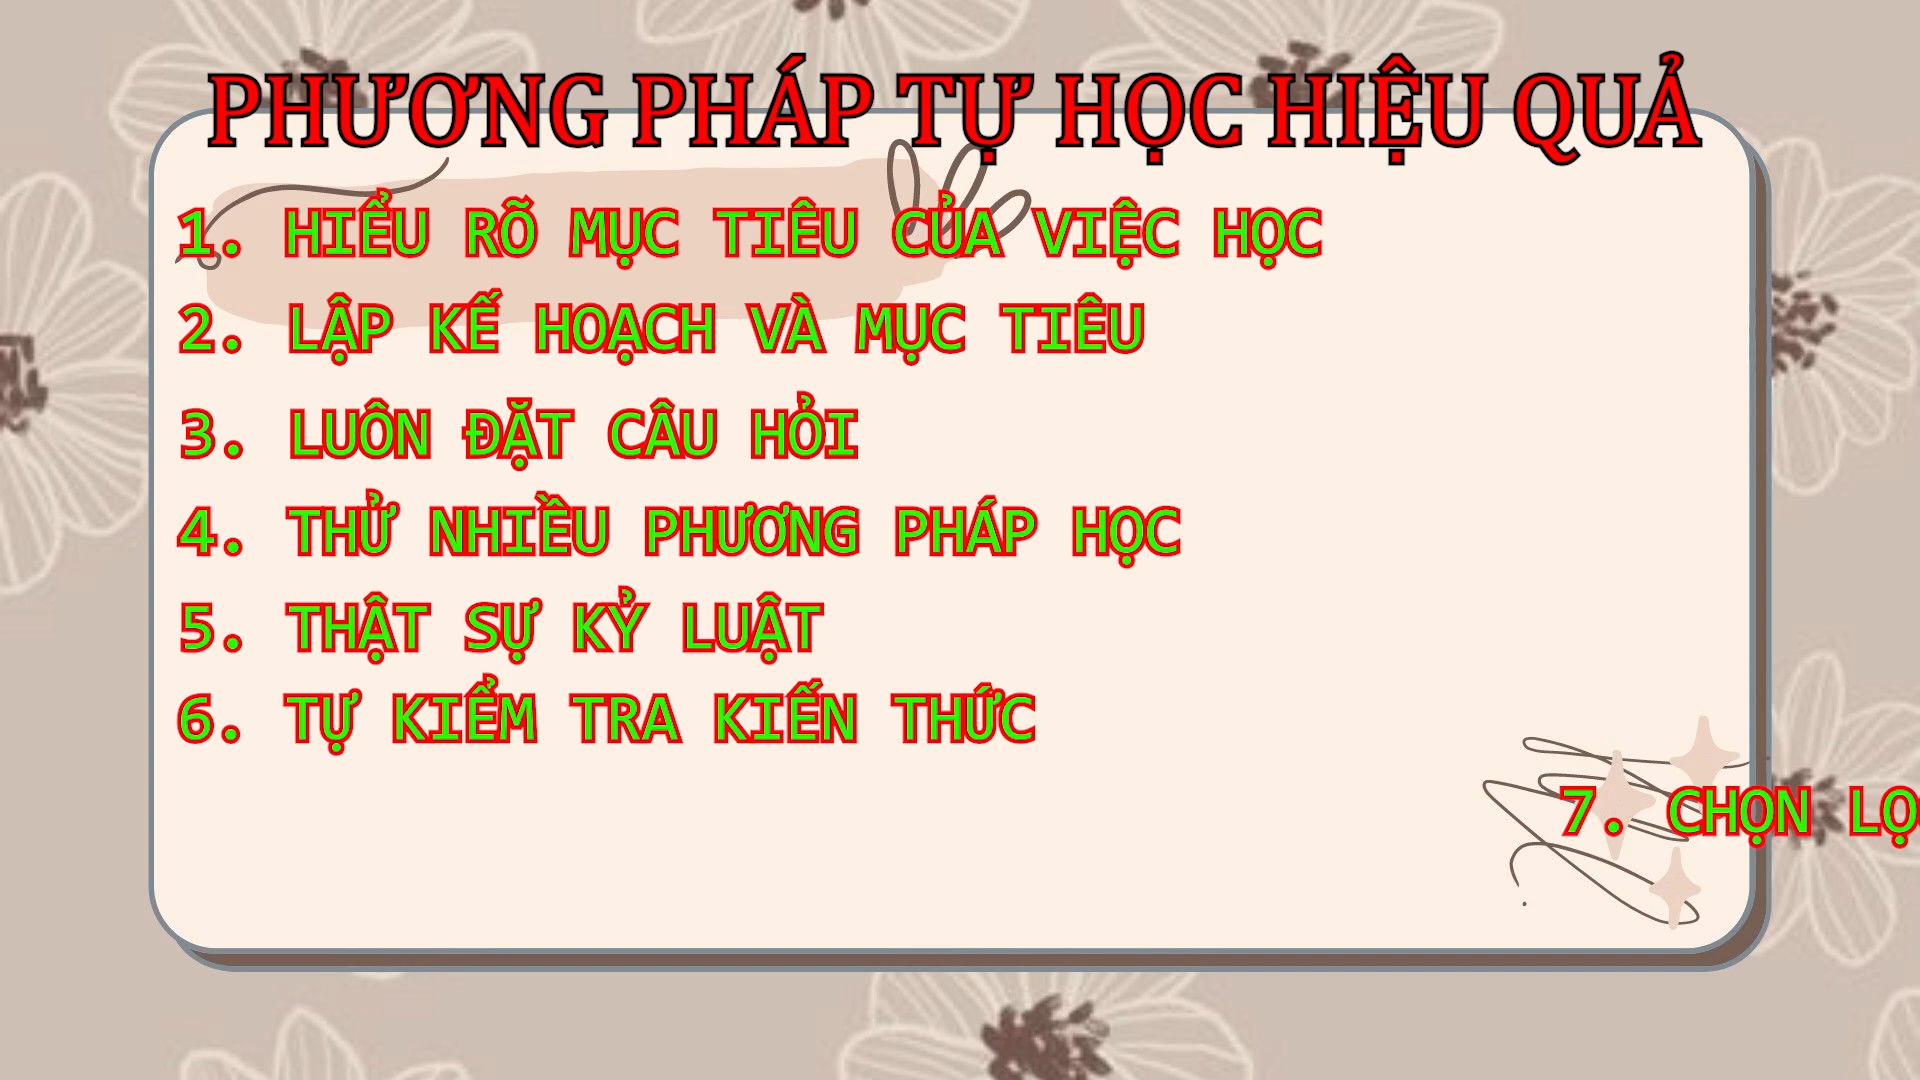 PHƯƠNG PHÁP TỰ HỌC HIỆU QUẢ
1. HIỂU RÕ MỤC TIÊU CỦA VIỆC HỌC
2. LẬP KẾ HOẠCH VÀ MỤC TIÊU
3. LUÔN ĐẶT CÂU HỎI
4. THỬ NHIỀU PHƯƠNG PHÁP HỌC
5. THẬT SỰ KỶ LUẬT
6. TỰ KIỂM TRA KIẾN THỨC
7. CHỌN